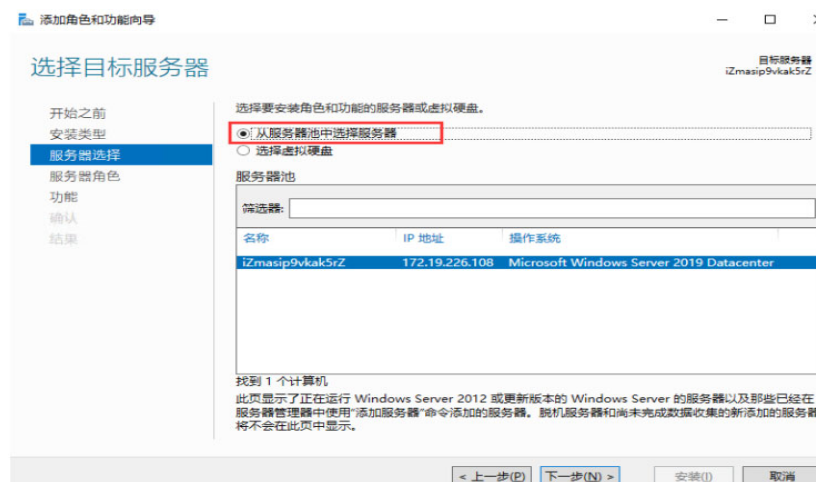 添加角色和功能向导
选择目标服务器
目标服务器
iZmasip9vkak5rZ
开始之前
安装类型
服务器选择
服务器角色
功能
确认
结果
选择要安装角色和功能的服务器或虚拟硬盘。
从服务器池中选择服务器
选择虚拟硬盘
服务器池
筛选器:
名称 IP 地址 操作系统
iZmasip9vkak5rZ 172.19.226.108 Microsoft Windows Server 2019 Datacenter
找到 1 个计算机
此页显示了正在运行 Windows Server 2012 或更新版本的 Windows Server 的服务器以及那些已经在
服务器管理器中使用"添加服务器"命令添加的服务器。脱机服务器和尚未完成数据收集的新添加的服务器
将不会在此页中显示。
< 上一步(P) 下一步(N) > 安装(I) 取消